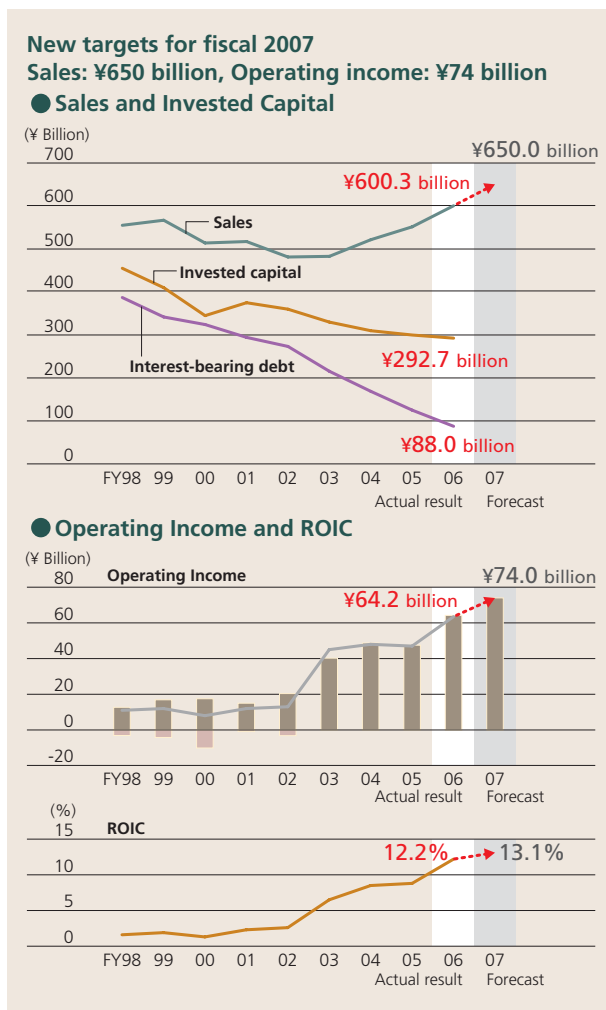 New targets for fiscal 2007
Sales: ¥650 billion, Operating income: ¥74 billion
● Sales and Invested Capital
(¥ Billion)
700
¥650.0 billion
¥600.3 billion
600
Sales
500
Invested capital
400
300
Interest-bearing debt
¥292.7 billion
200
100
¥88.0 billion
0
FY98 99 00 01 02 03 04 05 06 07
Actual result Forecast
● Operating Income and ROIC
(¥ Billion)
80
Operating Income
¥74.0 billion
¥64.2 billion
60
40
20
0
-20
FY98 99 00 01 02 03 04 05 06 07
Actual result Forecast
(%)
15
ROIC
12.2% 13.1%
10
5
0
FY98 99 00 01 02 03 04 05 06 07
Actual result Forecast